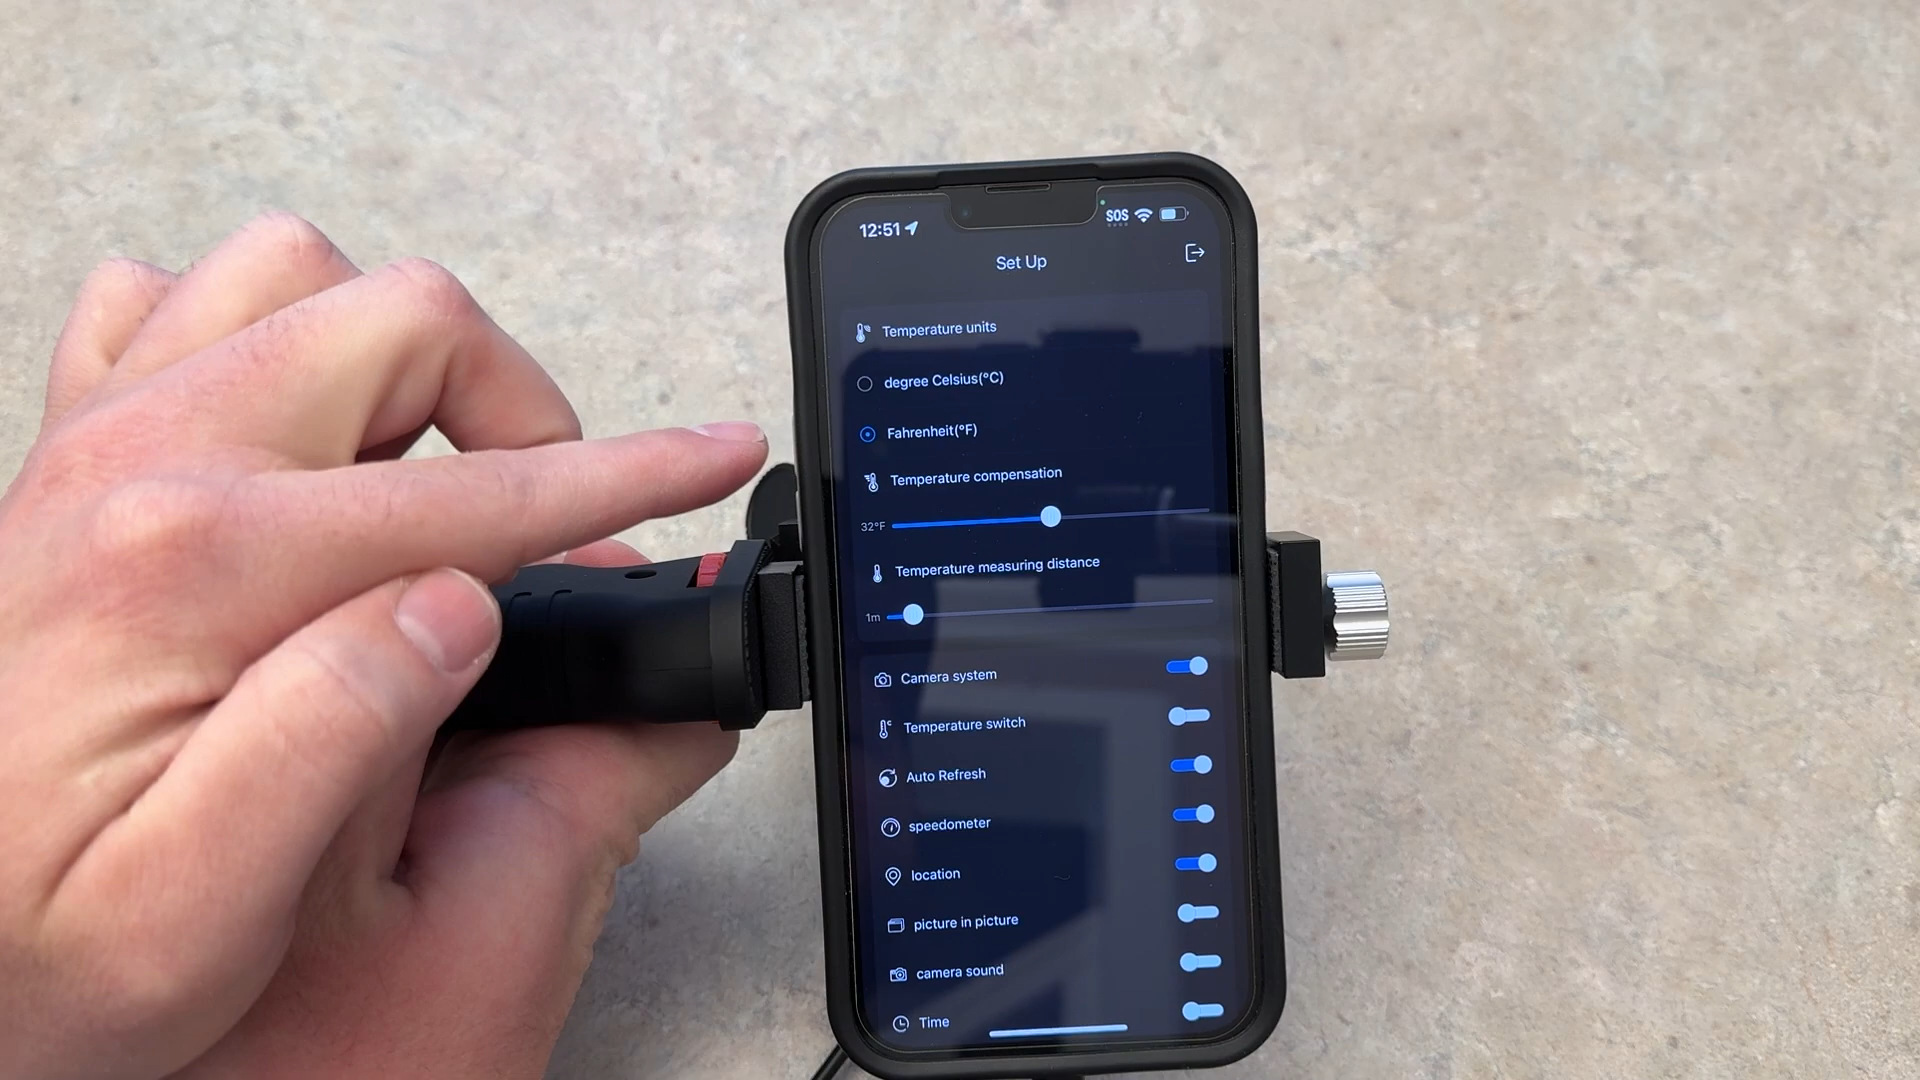 12:51
SOS
Set Up
Temperature units
degree Celsius(°C)
Fahrenheit(°F)
Temperature compensation
32°F
Temperature measuring distance
1m
Camera system
Temperature switch
Auto Refresh
speedometer
location
picture in picture
camera sound
Time